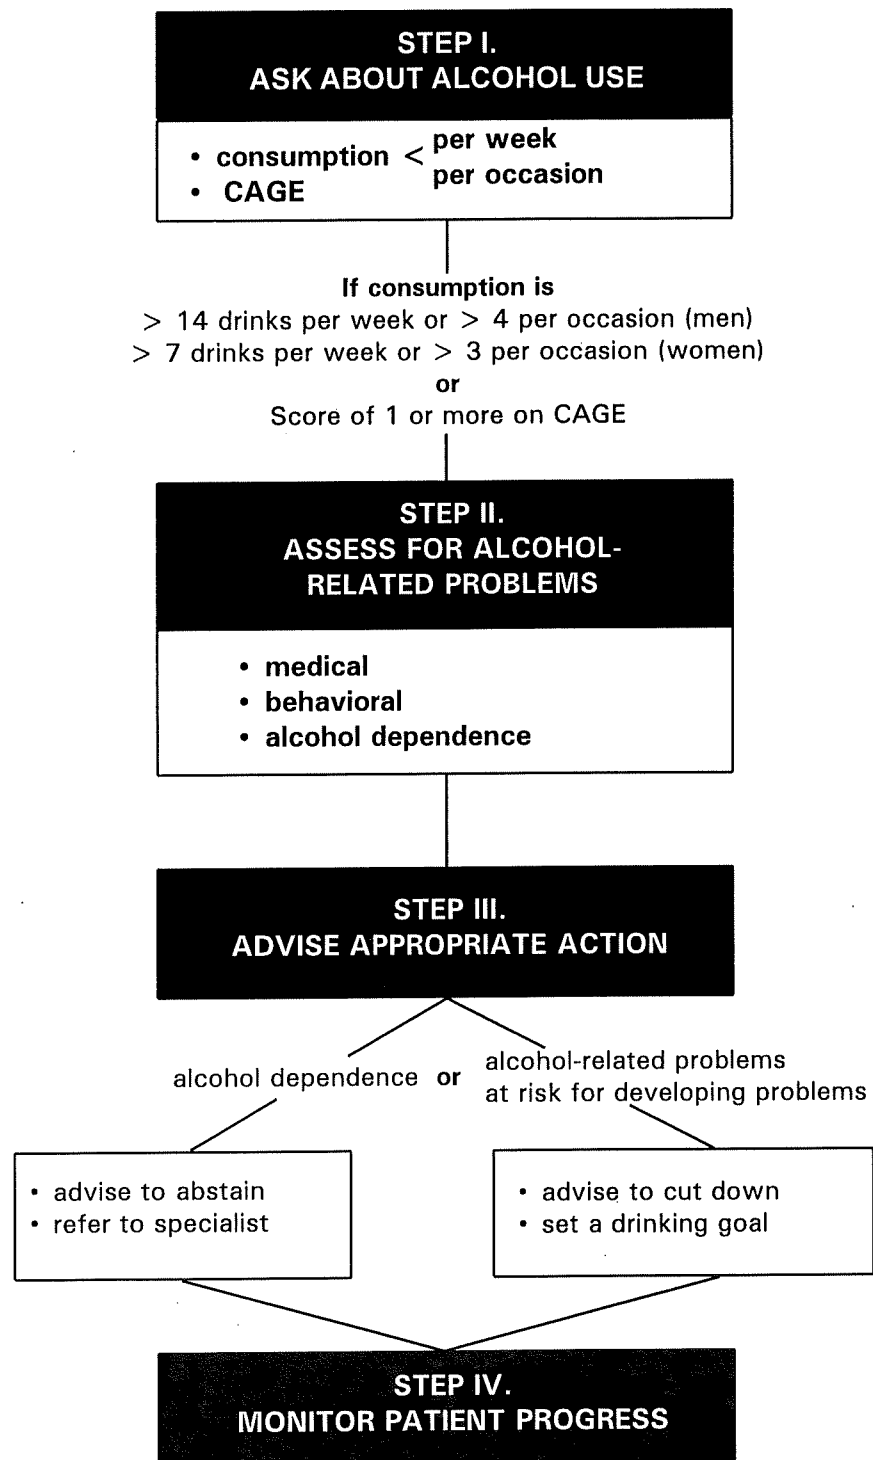 STEP I.
ASK ABOUT ALCOHOL USE
• consumption < per week
per occasion
• CAGE
If consumption is
> 14 drinks per week or > 4 per occasion (men)
> 7 drinks per week or > 3 per occasion (women)
or
Score of 1 or more on CAGE
STEP II.
ASSESS FOR ALCOHOL-
RELATED PROBLEMS
• medical
• behavioral
• alcohol dependence
STEP III.
ADVISE APPROPRIATE ACTION
alcohol dependence or
alcohol-related problems
at risk for developing problems
• advise to abstain
• refer to specialist
• advise to cut down
• set a drinking goal
STEP IV.
MONITOR PATIENT PROGRESS